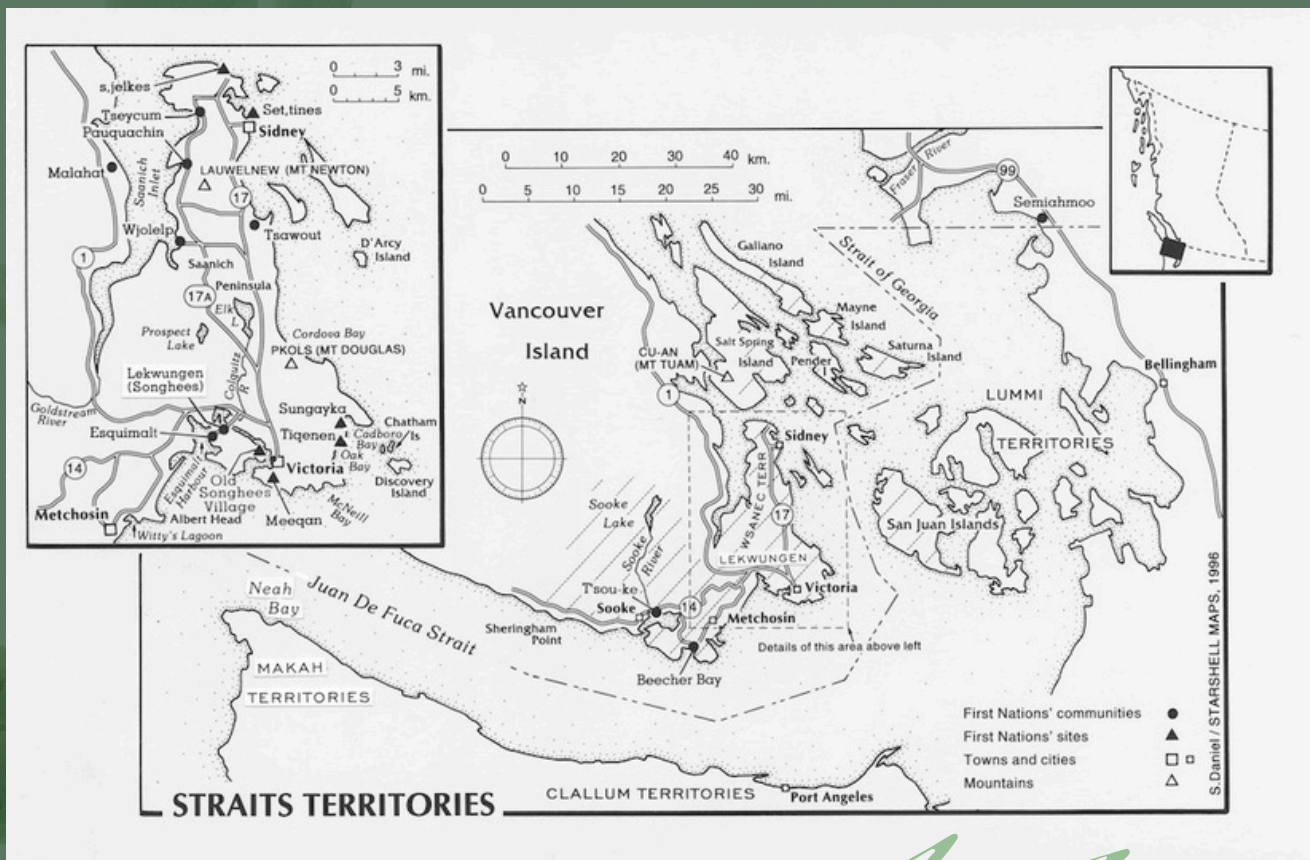 s,jelkes
Tseycum
Pauquachin
Malahat
Saanich
Inlet
Wjolelp
0 3 mi.
0 5 km.
Set,tines
Sidney
LAUWELNEW (MT NEWTON)
17
Tsawout
D'Arcy
Island
1
Saanich
Peninsula
17A
Elk
L
Prospect
Lake
Cordova Bay
PKOLS (MT DOUGLAS)
Colquitz
R
Lekwungen
(Songhees)
Goldstream
River
Esquimalt
Sungayka
Tiqenen
Chatham
Is
Cadboro
Bay
Oak
Bay
Victoria
Discovery
Island
14
Esquimalt
Harbour
Old
Songhees
Village
McNeill
Bay
Metchosin
Albert Head
Meeqan
Witty's Lagoon
0 10 20 30 40 km.
0 5 10 15 20 25 30 mi.
Fraser River
99
Semiahmoo
Strait of Georgia
Galiano
Island
Mayne
Island
Saturna
Island
Salt Spring
Island
Pender
I
Vancouver
Island
CU-AN
(MT TUAM)
1
N
Bellingham
LUMMI
TERRITORIES
San Juan Islands
Sidney
WSANEC TERR
17
LEKWUNGEN
Victoria
Sooke
Lake
Sooke
River
T'sou-ke
Sooke
14
Metchosin
Sheringham
Point
Beecher Bay
Details of this area above left
Neah
Bay
Juan De Fuca Strait
MAKAH
TERRITORIES
First Nations' communities
First Nations' sites
Towns and cities
Mountains
S.Daniel / STARSHELL MAPS, 1996
STRAITS TERRITORIES
CLALLUM TERRITORIES
Port Angeles